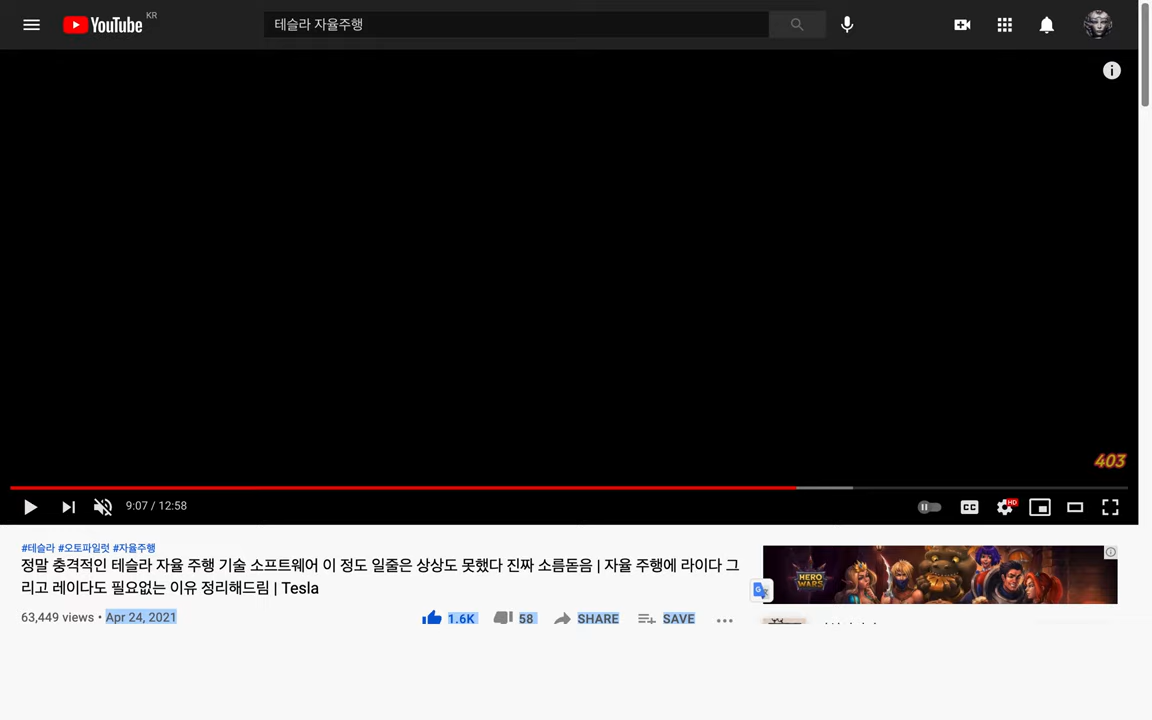 YouTube KR
테슬라 자율주행
403
9:07 / 12:58
CC
HD
#테슬라 #오토파일럿 #자율주행
정말 충격적인 테슬라 자율 주행 기술 소프트웨어 이 정도 일줄은 상상도 못했다 진짜 소름돋음 | 자율 주행에 라이다 그
리고 레이다도 필요없는 이유 정리해드림 | Tesla
63,449 views • Apr 24, 2021
1.6K
58
SHARE
SAVE
HERO
WARS